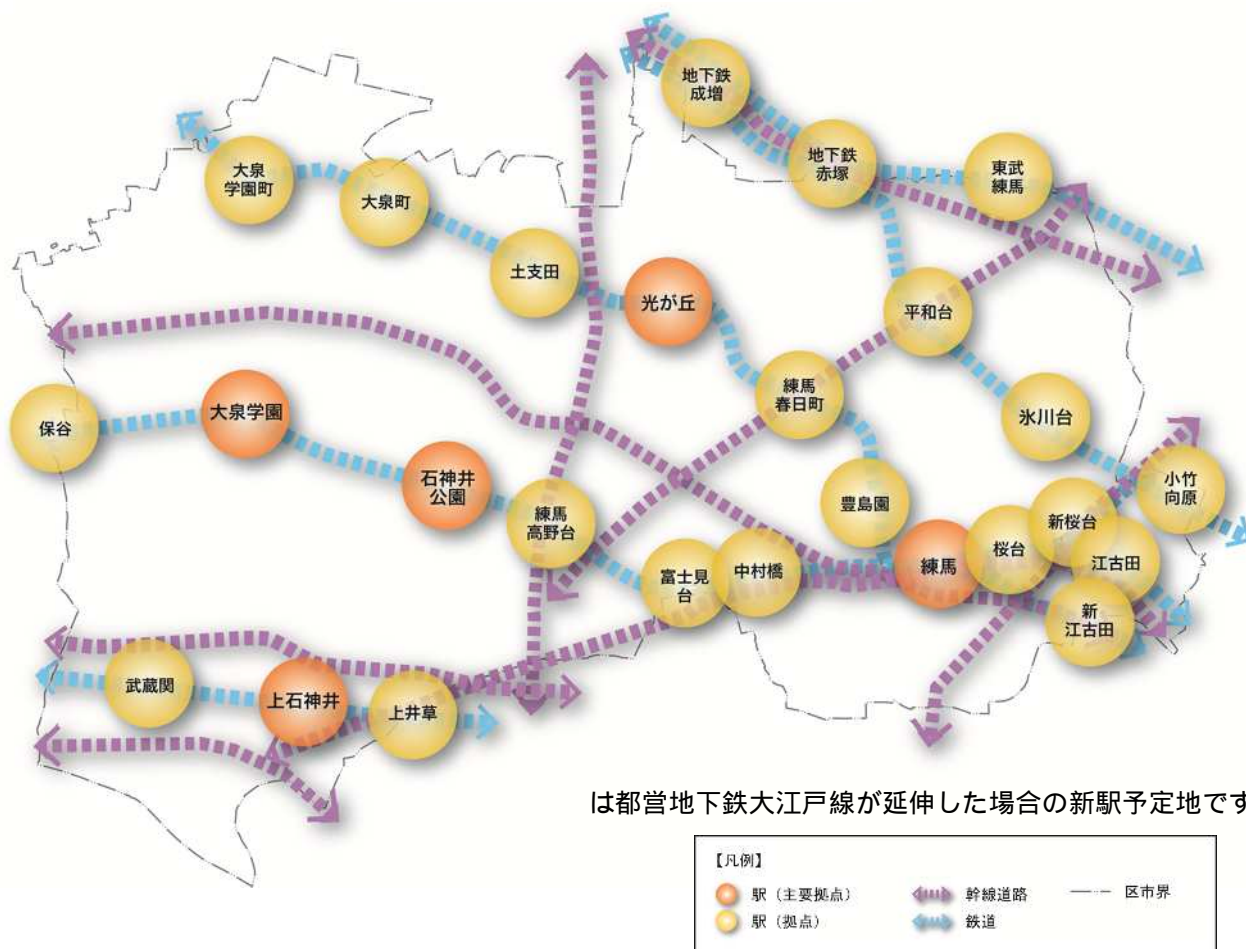 地下鉄
成増
地下鉄
赤塚
東武
練馬
大泉
学園町
大泉町
土支田
光が丘
平和台
練馬
春日町
氷川台
保谷
大泉学園
石神井
公園
練馬
高野台
豊島園
小竹
向原
新桜台
桜台
江古田
練馬
中村橋
富士見
台
新
江古田
武蔵関
上石神井
上井草
は都営地下鉄大江戸線が延伸した場合の新駅予定地です
【凡例】
駅（主要拠点）
幹線道路
区市界
駅（拠点）
鉄道